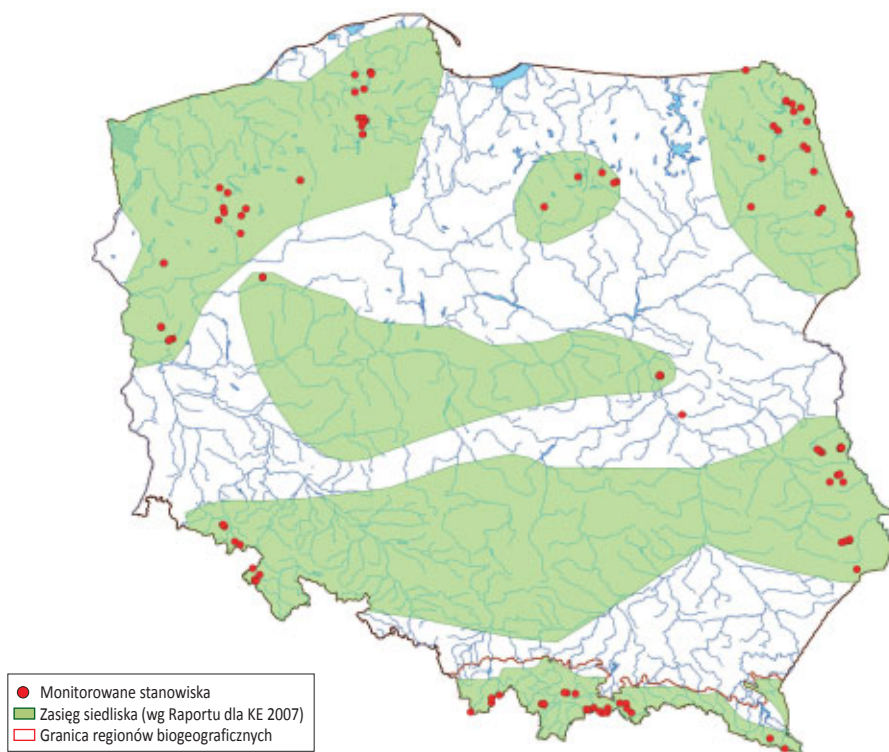 Monitorowane stanowiska
Zasięg siedliska (wg Raportu dla KE 2007)
Granica regionów biogeograficznych